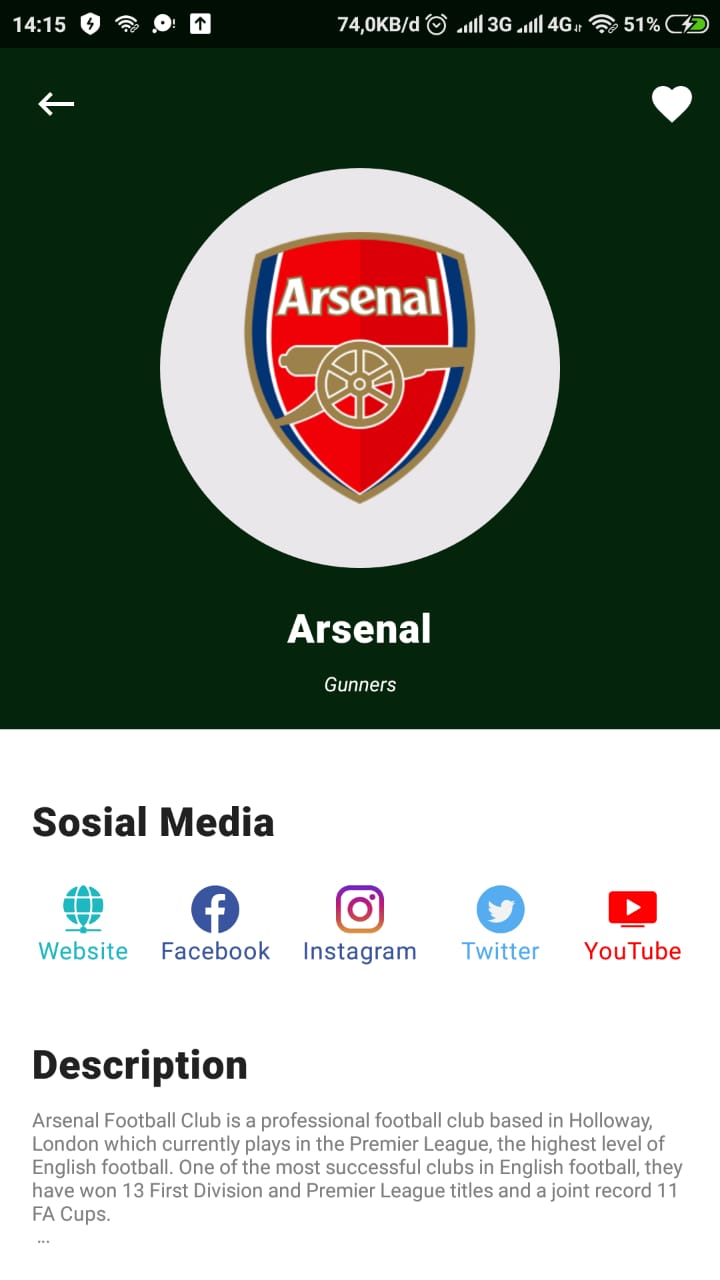 14:15 74,0KB/d 3G 4G 51%
Arsenal
Arsenal
Gunners
Sosial Media
Website Facebook Instagram Twitter YouTube
Description
Arsenal Football Club is a professional football club based in Holloway,
London which currently plays in the Premier League, the highest level of
English football. One of the most successful clubs in English football, they
have won 13 First Division and Premier League titles and a joint record 11
FA Cups.
...